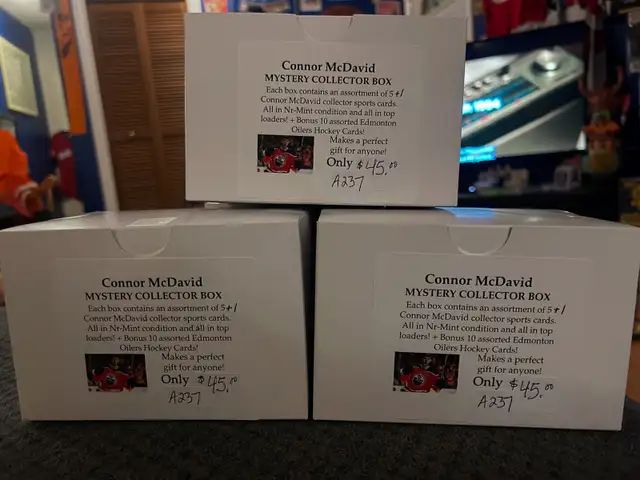 Connor McDavid
MYSTERY COLLECTOR BOX
Each box contains an assortment of 5+/
Connor McDavid collector sports cards.
All in Nr-Mint condition and all in top
loaders! + Bonus 10 assorted Edmonton
Oilers Hockey Cards!
Makes a perfect
gift for anyone!
Only $45.00
A237
Connor McDavid
MYSTERY COLLECTOR BOX
Each box contains an assortment of 5+/
Connor McDavid collector sports cards.
All in Nr-Mint condition and all in top
loaders! + Bonus 10 assorted Edmonton
Oilers Hockey Cards!
Makes a perfect
gift for anyone!
Only $45.00
A237
Connor McDavid
MYSTERY COLLECTOR BOX
Each box contains an assortment of 5+/
Connor McDavid collector sports cards.
All in Nr-Mint condition and all in top
loaders! + Bonus 10 assorted Edmonton
Oilers Hockey Cards!
Makes a perfect
gift for anyone!
Only $45.00
A237